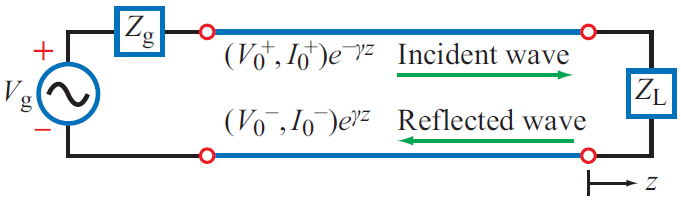 Z_g
+
(V_0^+, I_0^+)e^{−γz} Incident wave
V_g
Z_L
−
(V_0^−, I_0^−)e^{γz} Reflected wave
z